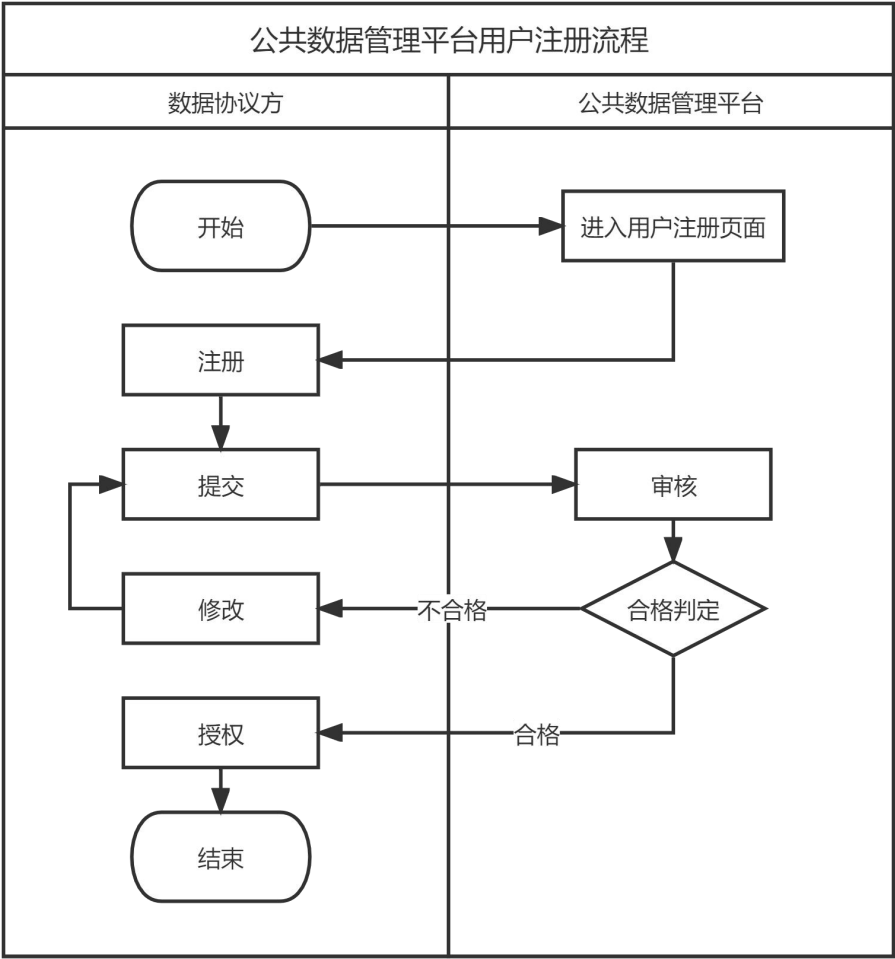 公共数据管理平台用户注册流程
数据协议方
公共数据管理平台
开始
进入用户注册页面
注册
提交
审核
修改
不合格
合格判定
授权
合格
结束